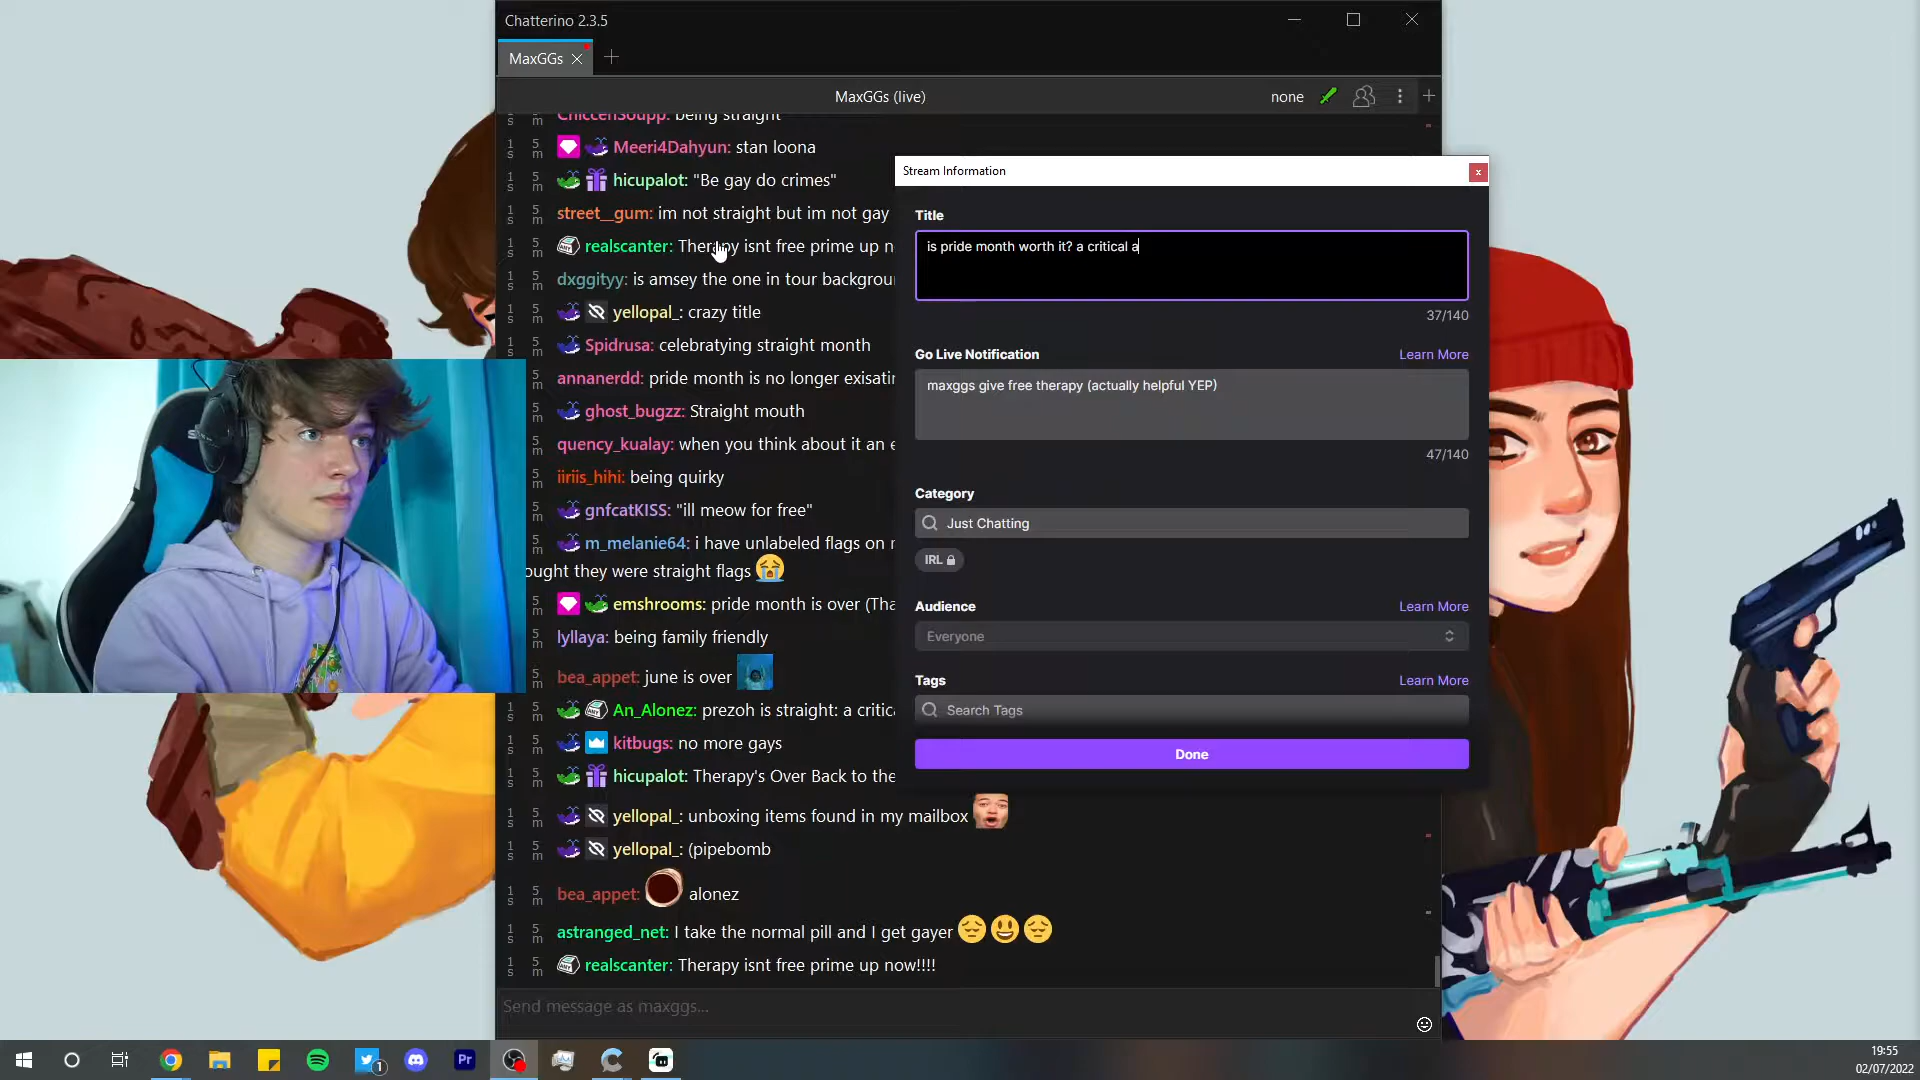 Chatterino 2.3.5
MaxGGs
MaxGGs (live)
none
ChiccenSoupp: being straight
Meeri4Dahyun: stan loona
hicupalot: "Be gay do crimes"
street__gum: im not straight but im not gay
realscanter: Therapy isnt free prime up n
dxggityy: is amsey the one in tour backgrou
yellopal_: crazy title
Spidrusa: celebratying straight month
annanerdd: pride month is no longer exisatin
ghost_bugzz: Straight mouth
quency_kualay: when you think about it an e
iiriis_hihi: being quirky
gnfcatKISS: "ill meow for free"
m_melanie64: i have unlabeled flags on
ought they were straight flags 😭
emshrooms: pride month is over (Tha
lyllaya: being family friendly
bea_appet: june is over
An_Alonez: prezoh is straight: a critica
kitbugs: no more gays
hicupalot: Therapy's Over Back to the
yellopal_: unboxing items found in my mailbox
yellopal_: (pipebomb
bea_appet: alonez
astranged_net: I take the normal pill and I get gayer 😔😃😔
realscanter: Therapy isnt free prime up now!!!!
Send message as maxggs...
Stream Information
Title
is pride month worth it? a critical a
37/140
Go Live Notification
Learn More
maxggs give free therapy (actually helpful YEP)
47/140
Category
Just Chatting
IRL
Audience
Learn More
Everyone
Tags
Learn More
Search Tags
Done
1
Pr
19:55
02/07/2022